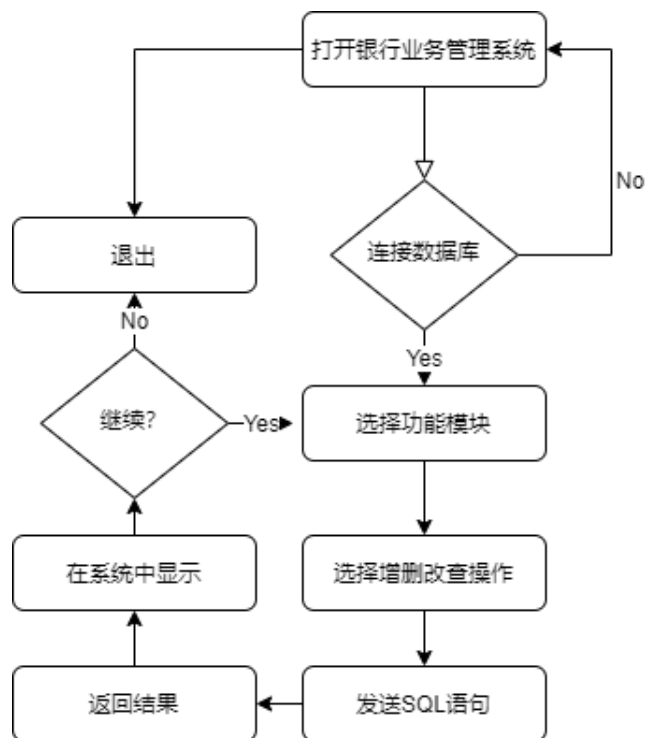 打开银行业务管理系统
No
退出
连接数据库
No
Yes
继续?
Yes
选择功能模块
在系统中显示
选择增删改查操作
返回结果
发送SQL语句